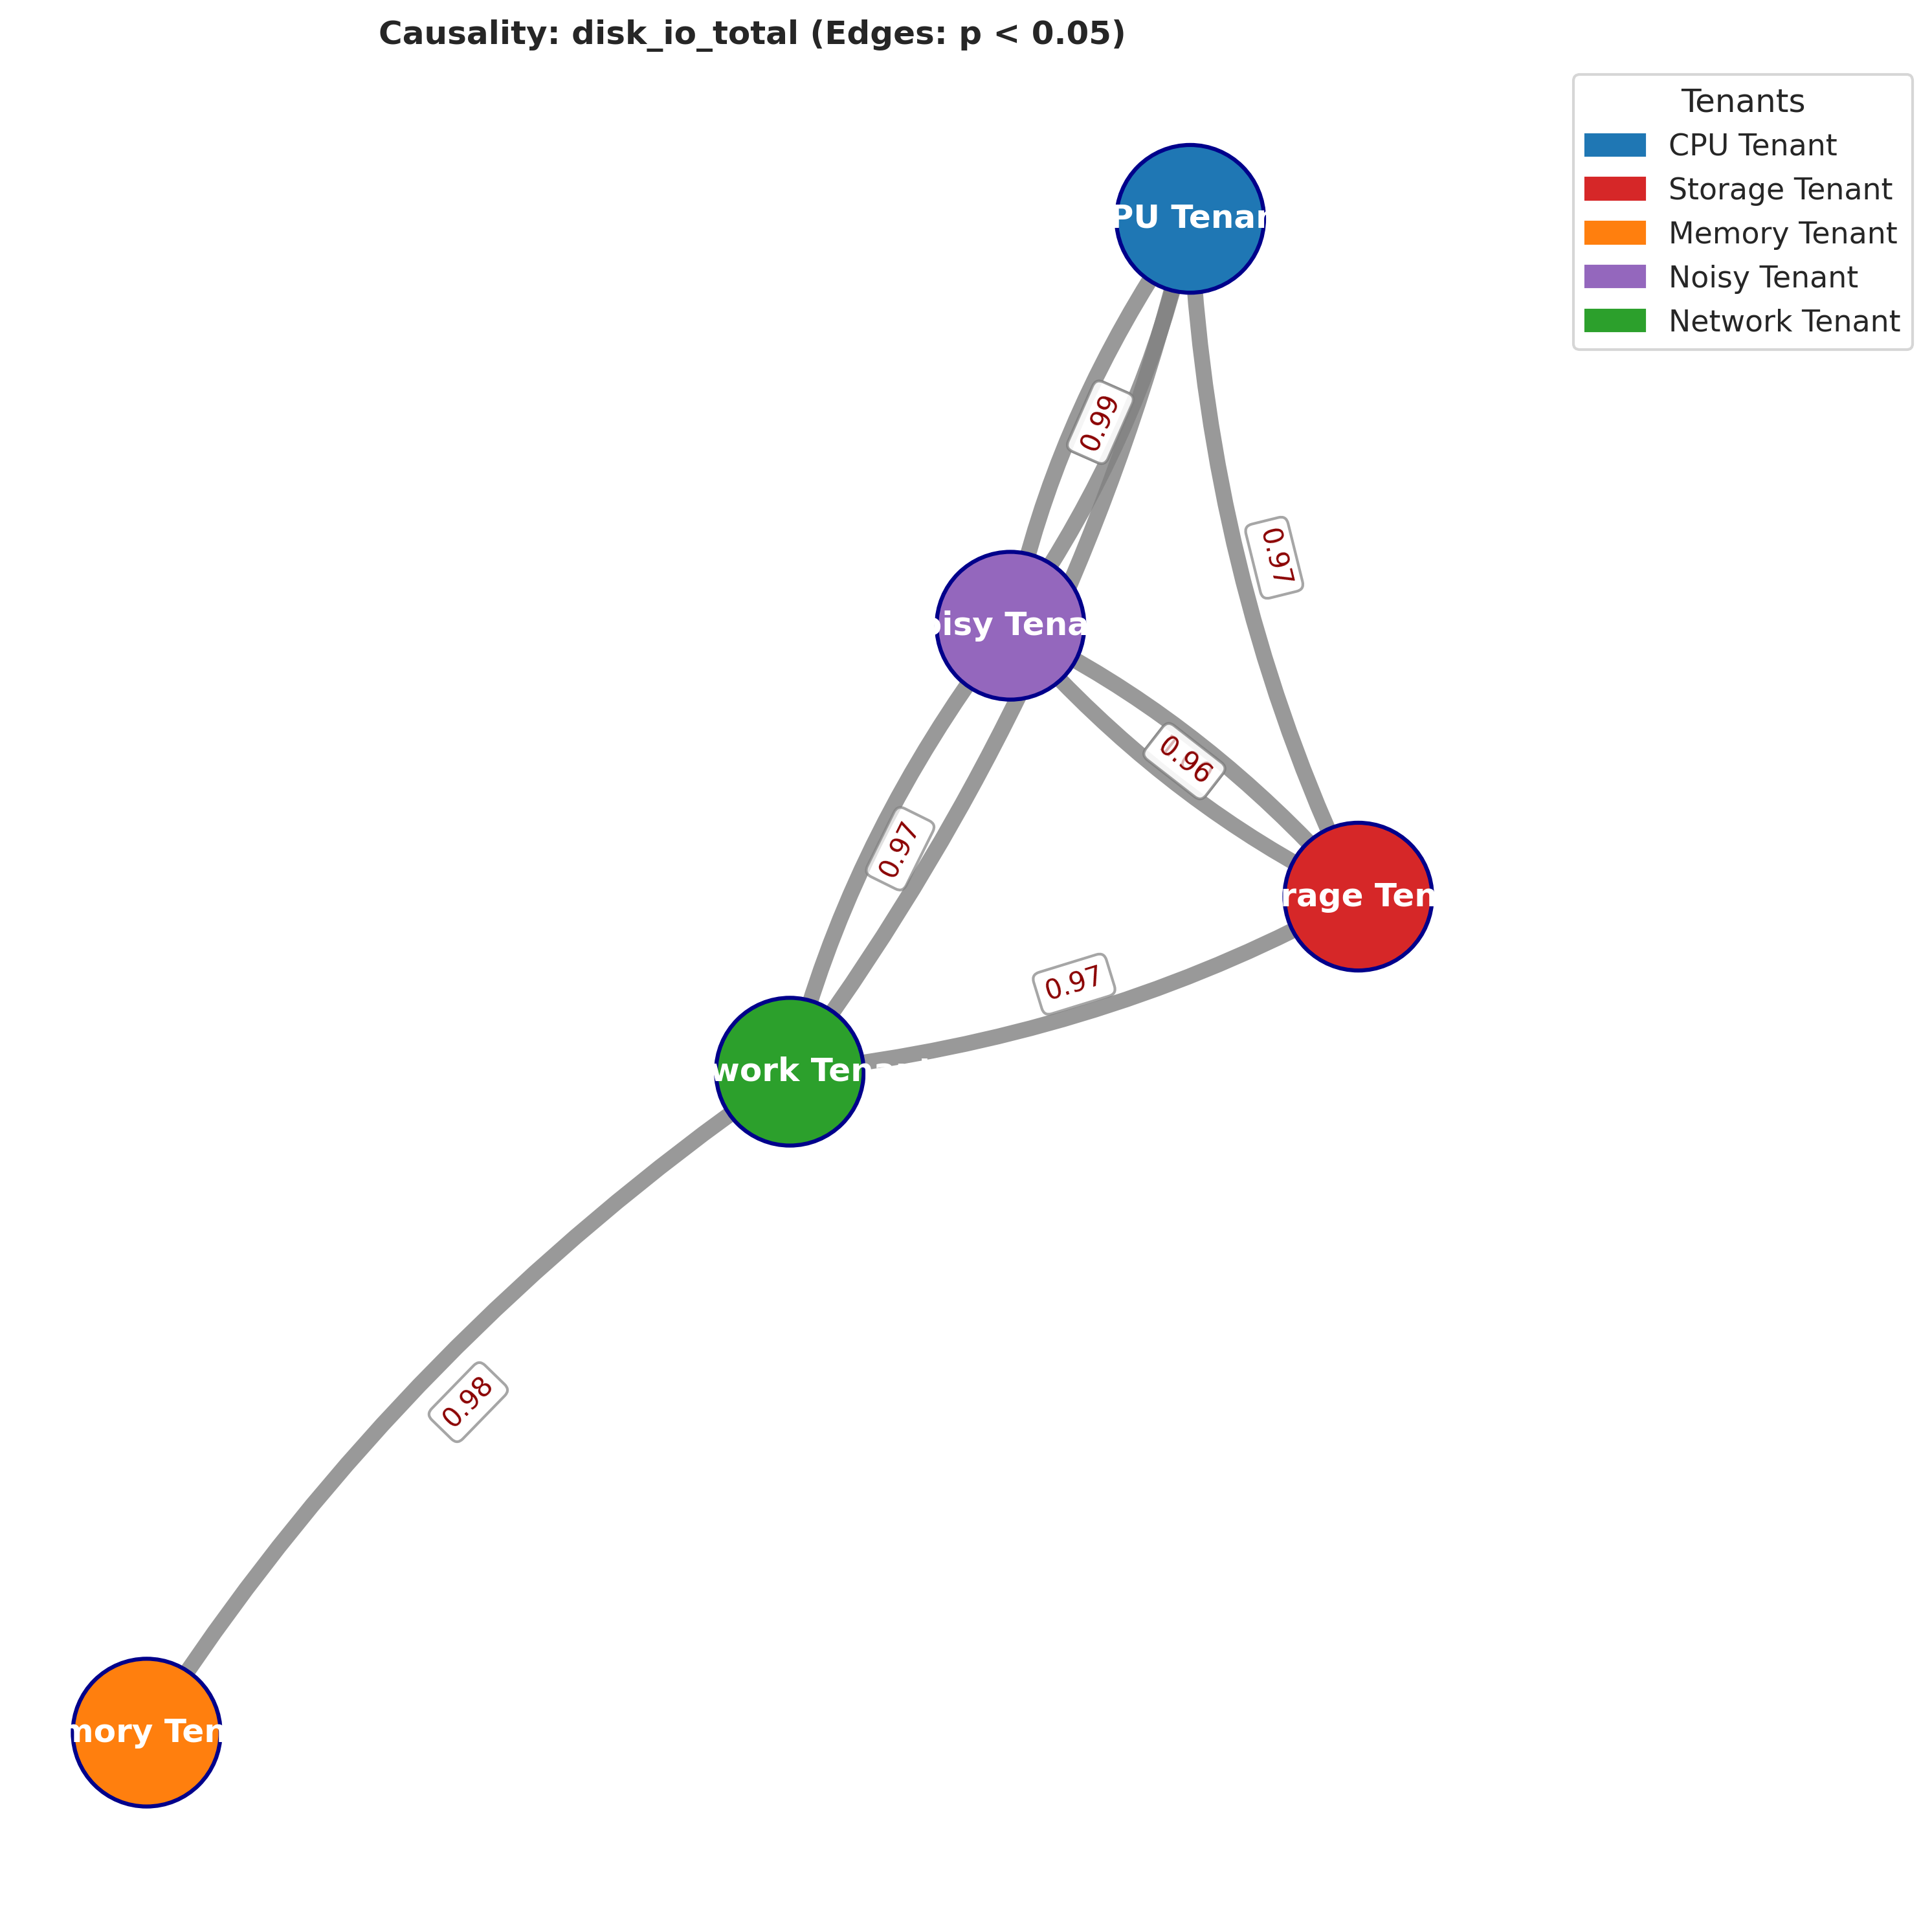 Causality: disk_io_total (Edges: p < 0.05)
Tenants
CPU Tenant
Storage Tenant
Memory Tenant
Noisy Tenant
Network Tenant
PU Tenan
0.99
0.97
oisy Tena
0.96
0.97
rage Ten
0.97
work Tenant
0.98
mory Ten